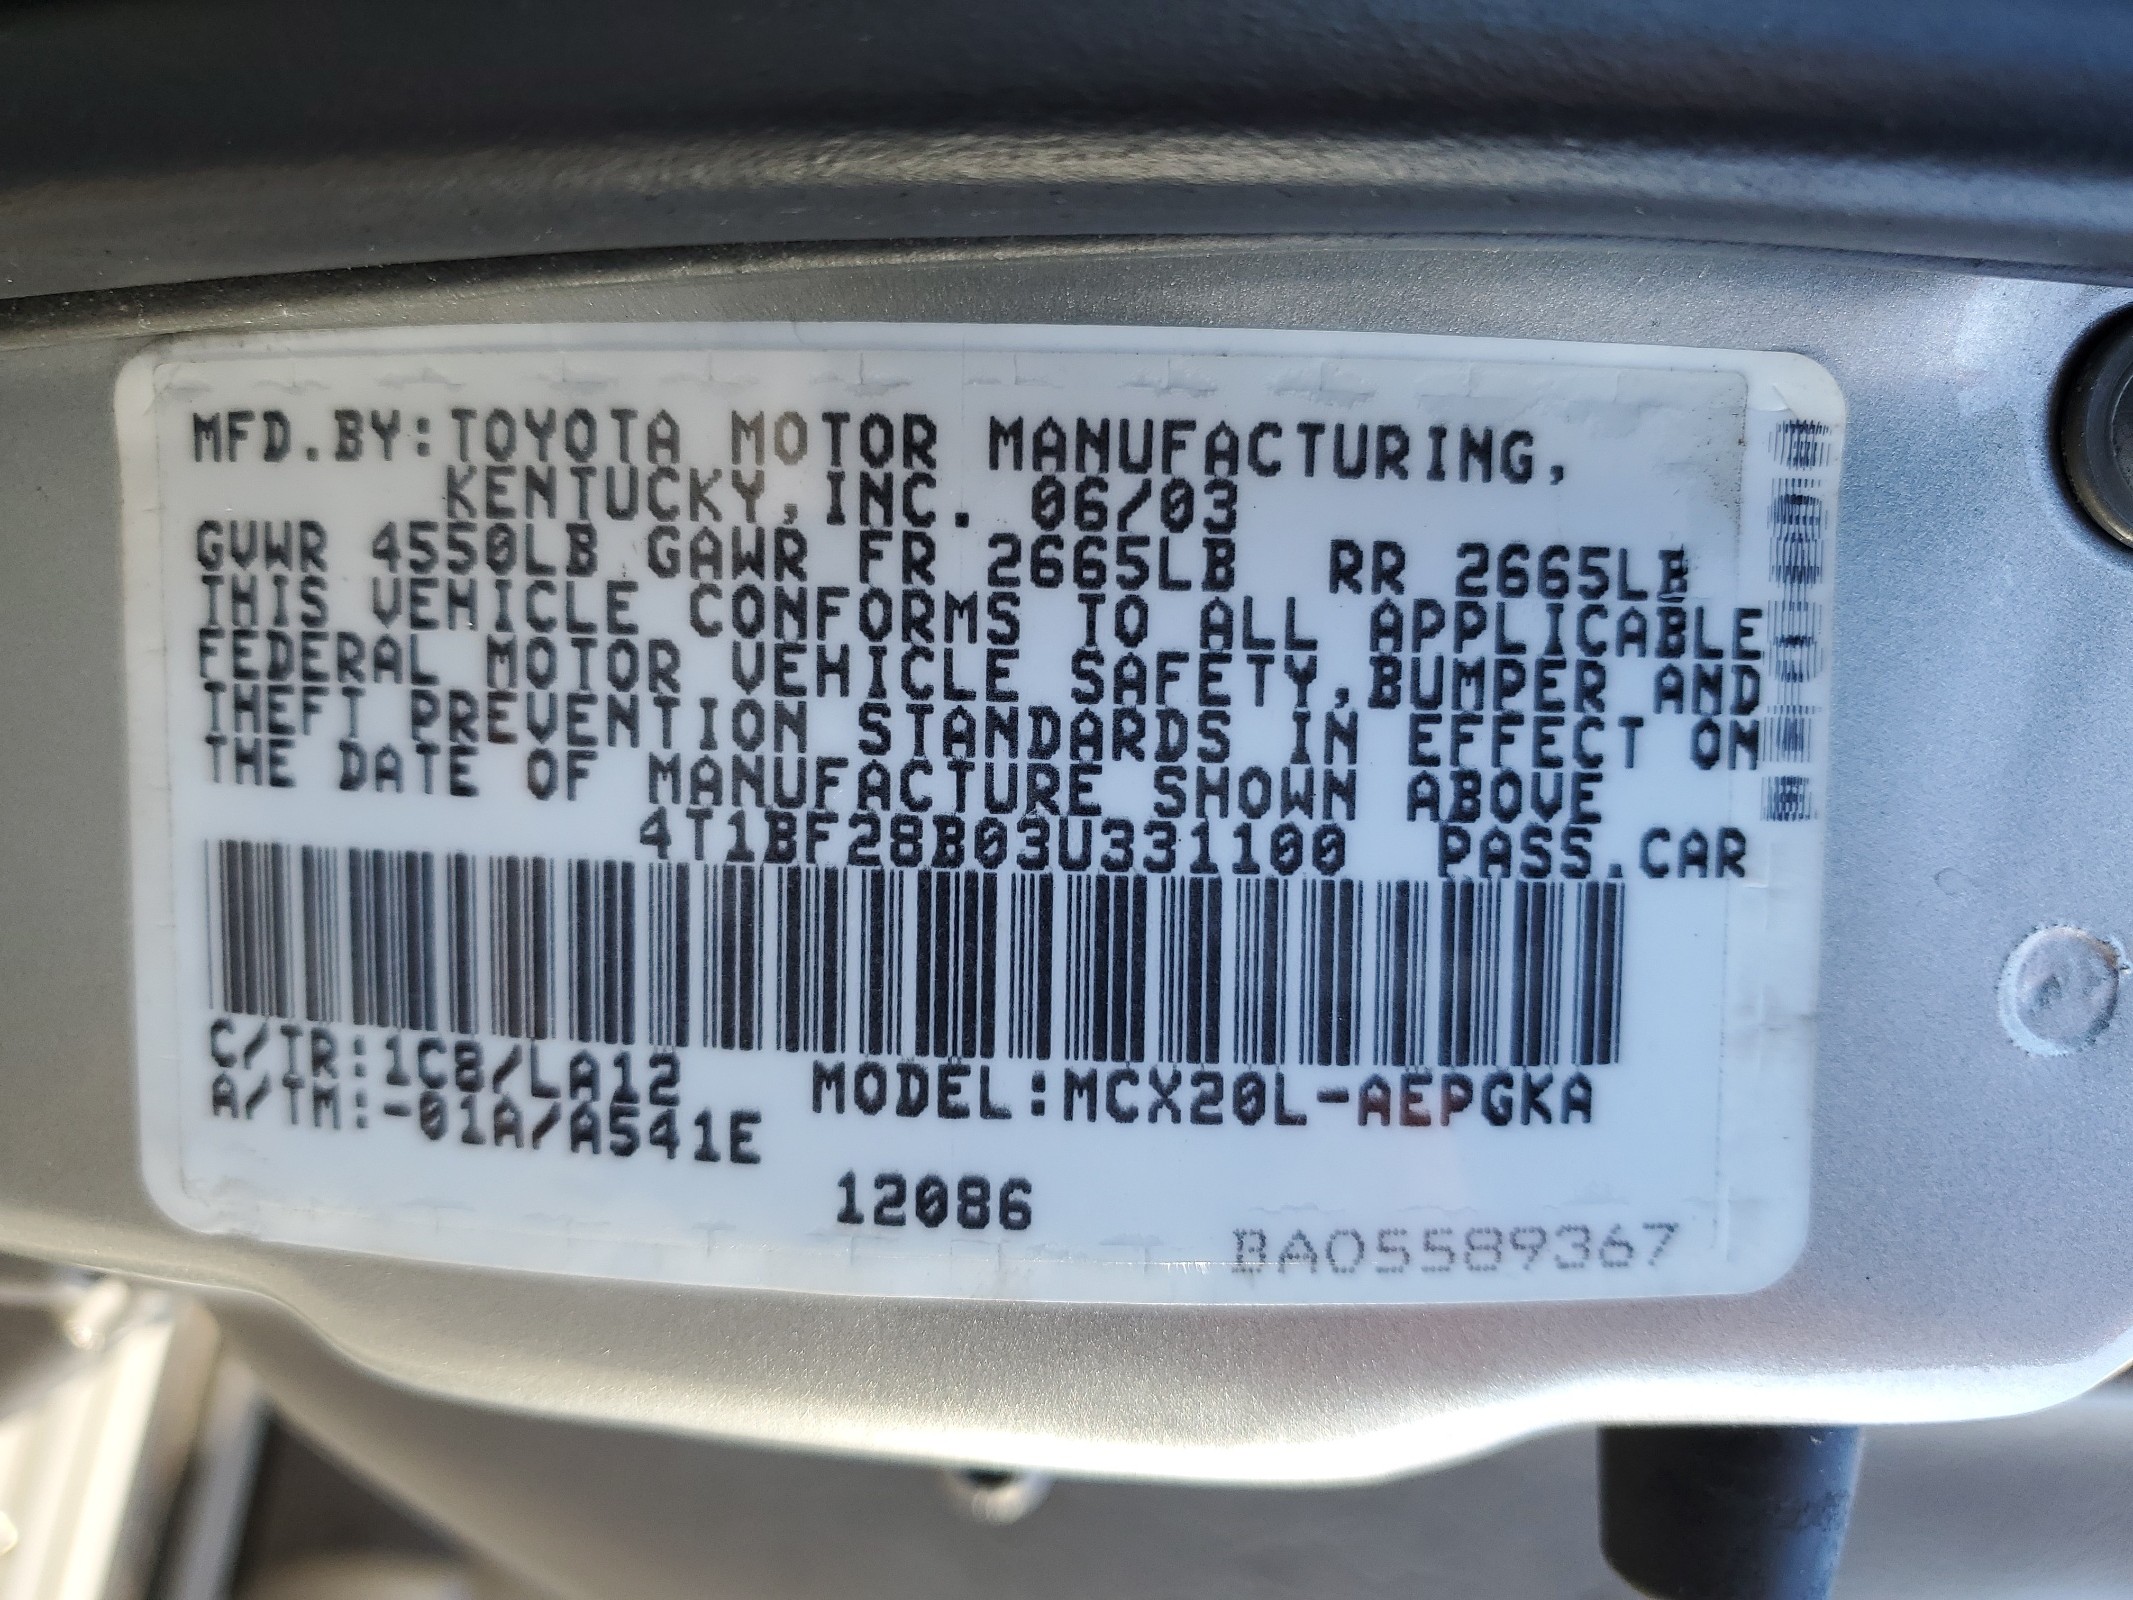 MFD.BY:TOYOTA MOTOR MANUFACTURING,
KENTUCKY,INC. 06/03
GVWR 4550LB GAWR FR 2665LB RR 2665LB
THIS VEHICLE CONFORMS TO ALL APPLICABLE
FEDERAL MOTOR VEHICLE SAFETY,BUMPER AND
THEFT PREVENTION STANDARDS IN EFFECT ON
THE DATE OF MANUFACTURE SHOWN ABOVE
4T1BF28B03U331100 PASS.CAR
C/TR:1C8/LA12
A/TM:-01A/A541E
MODEL:MCX20L-AEPGKA
12086
BA05589367